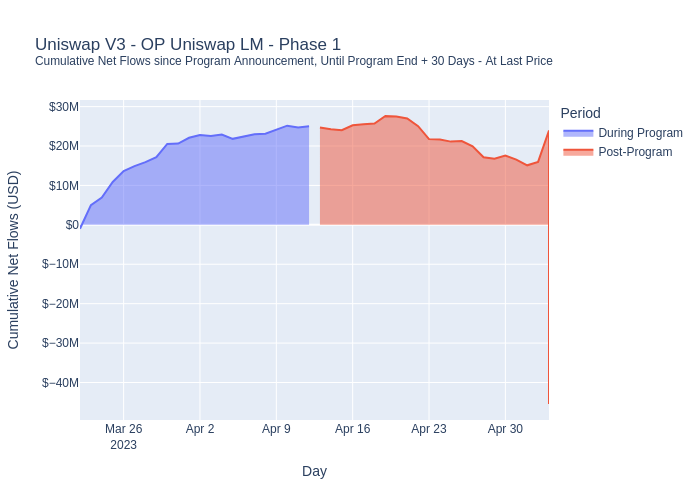 Uniswap V3 - OP Uniswap LM - Phase 1
Cumulative Net Flows since Program Announcement, Until Program End + 30 Days - At Last Price
Period
During Program
Post-Program
Cumulative Net Flows (USD)
$30M
$20M
$10M
$0
$−10M
$−20M
$−30M
$−40M
Mar 26
2023
Apr 2
Apr 9
Apr 16
Apr 23
Apr 30
Day